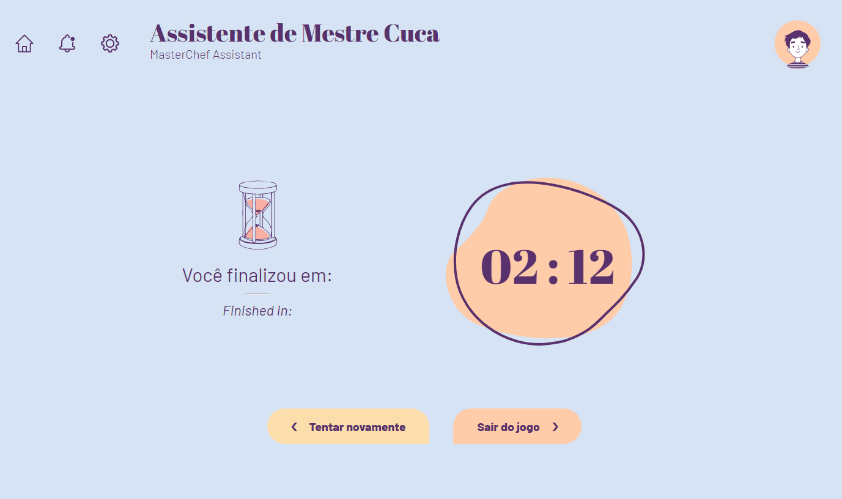 Assistente de Mestre Cuca
MasterChef Assistant
Você finalizou em:
Finished in:
02 : 12
Tentar novamente
Sair do jogo